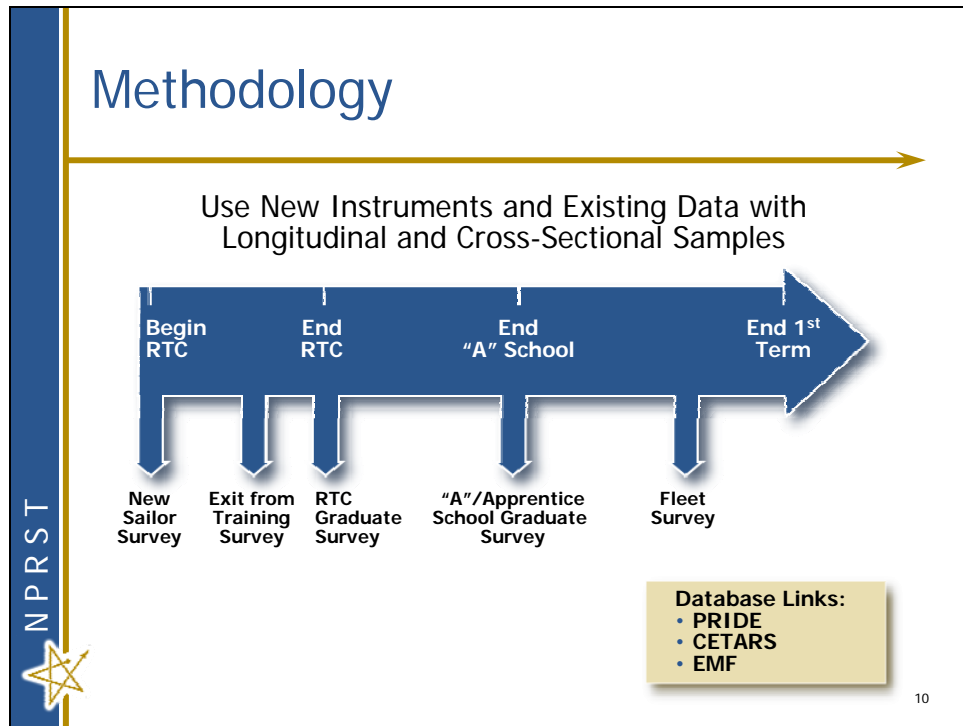 Methodology
Use New Instruments and Existing Data with
Longitudinal and Cross-Sectional Samples
Begin
RTC
End
RTC
End
“A” School
End 1st
Term
New
Sailor
Survey
Exit from
Training
Survey
RTC
Graduate
Survey
“A”/Apprentice
School Graduate
Survey
Fleet
Survey
Database Links:
• PRIDE
• CETARS
• EMF
NPRST
10